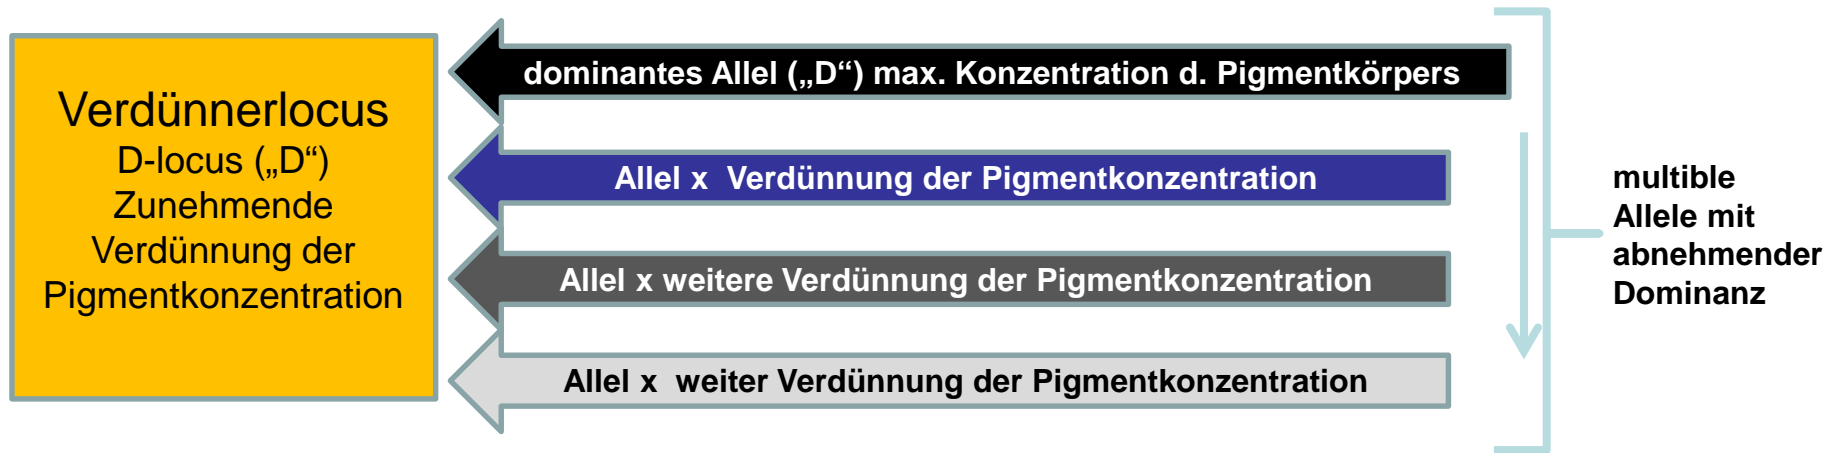 Verdünnerlocus
D-locus („D“)
Zunehmende
Verdünnung der
Pigmentkonzentration
dominantes Allel („D“) max. Konzentration d. Pigmentkörpers
Allel x Verdünnung der Pigmentkonzentration
Allel x weitere Verdünnung der Pigmentkonzentration
Allel x weiter Verdünnung der Pigmentkonzentration
multible
Allele mit
abnehmender
Dominanz